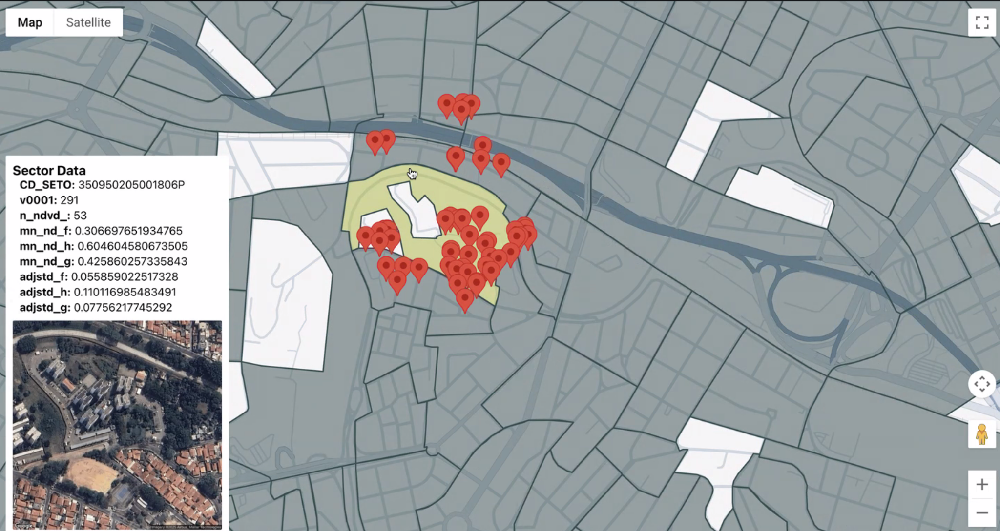 Map
Satellite
Sector Data
CD_SETO: 350950205001806P
v0001: 291
n_ndvd_: 53
mn_nd_f: 0.306697651934765
mn_nd_h: 0.604604580673505
mn_nd_g: 0.425860257335843
adjstd_f: 0.055859022517328
adjstd_h: 0.110116985483491
adjstd_g: 0.07756217745292
Google
Imagery ©2025 Airbus, Maxar Technologies